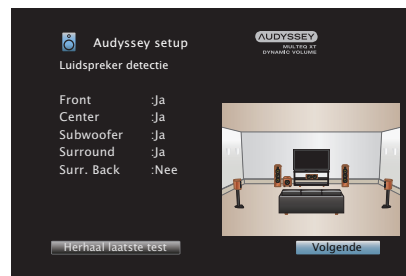 Audyssey setup
AUDYSSEY
MULTEQ XT
DYNAMIC VOLUME
Luidspreker detectie
Front :Ja
Center :Ja
Subwoofer :Ja
Surround :Ja
Surr. Back :Nee
Herhaal laatste test
Volgende